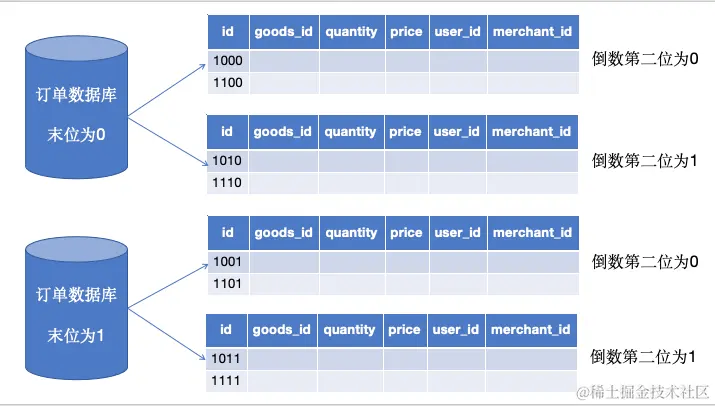 订单数据库
末位为0
id goods_id quantity price user_id merchant_id
1000
1100
倒数第二位为0
id goods_id quantity price user_id merchant_id
1010
1110
倒数第二位为1
订单数据库
末位为1
id goods_id quantity price user_id merchant_id
1001
1101
倒数第二位为0
id goods_id quantity price user_id merchant_id
1011
1111
倒数第二位为1
@稀土掘金技术社区